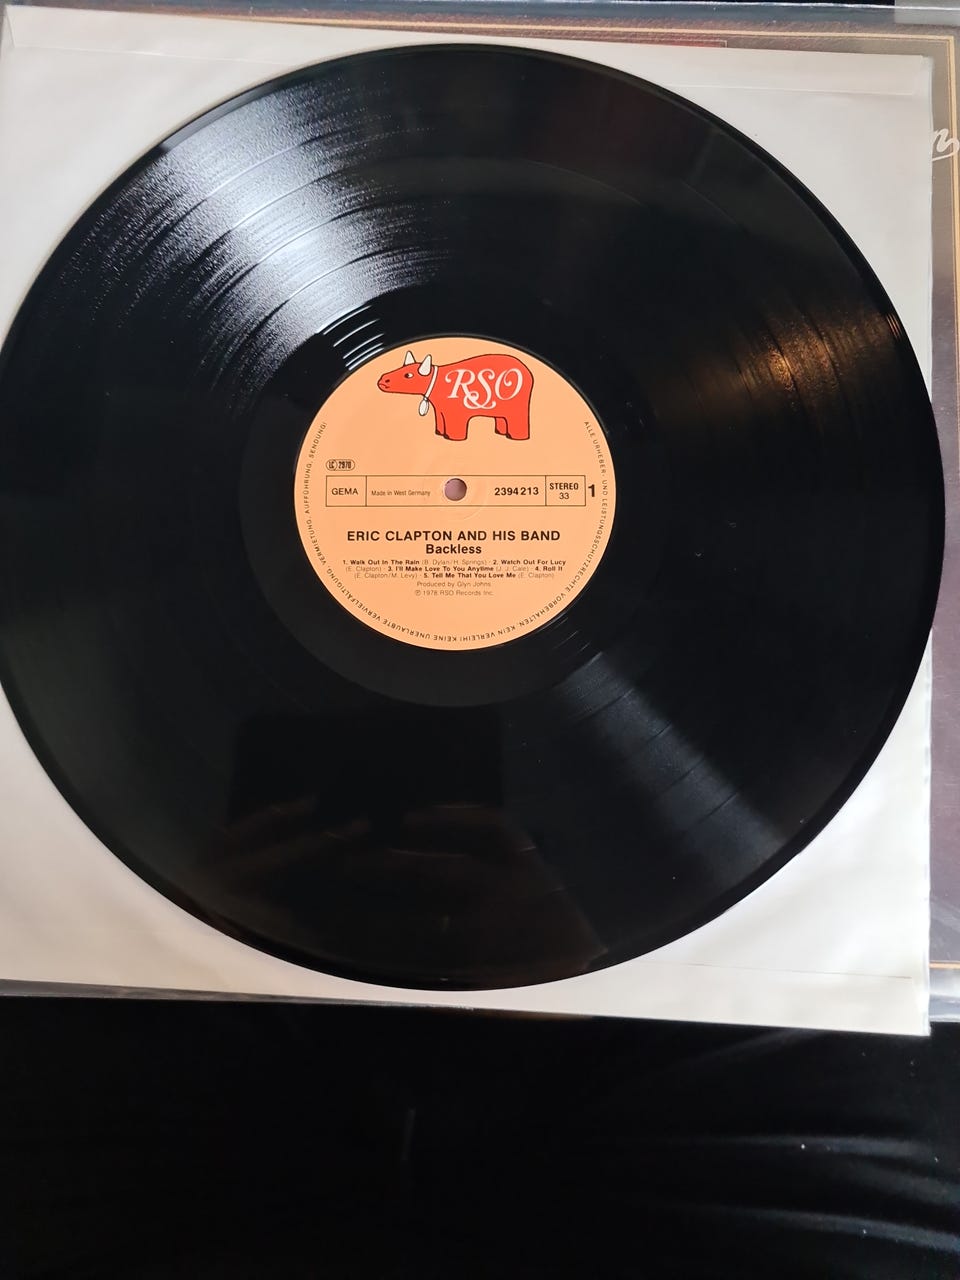 RSO
LC 2970
GEMA
Made in West Germany
2394213
STEREO
33
1
ERIC CLAPTON AND HIS BAND
Backless
1. Walk Out In The Rain (B. Dylan/H. Springs) · 2. Watch Out For Lucy
(E. Clapton) · 3. I'll Make Love To You Anytime (J. J. Cale) · 4. Roll It
(E. Clapton/M. Levy) · 5. Tell Me That You Love Me (E. Clapton)
Produced by Glyn Johns
℗ 1978 RSO Records Inc.
ALLE URHEBER- UND LEISTUNGSSCHUTZRECHTE VORBEHALTEN. KEIN VERLEIH! KEINE UNERLAUBTE VERVIELFÄLTIGUNG, VERMIETUNG, AUFFÜHRUNG, SENDUNG!